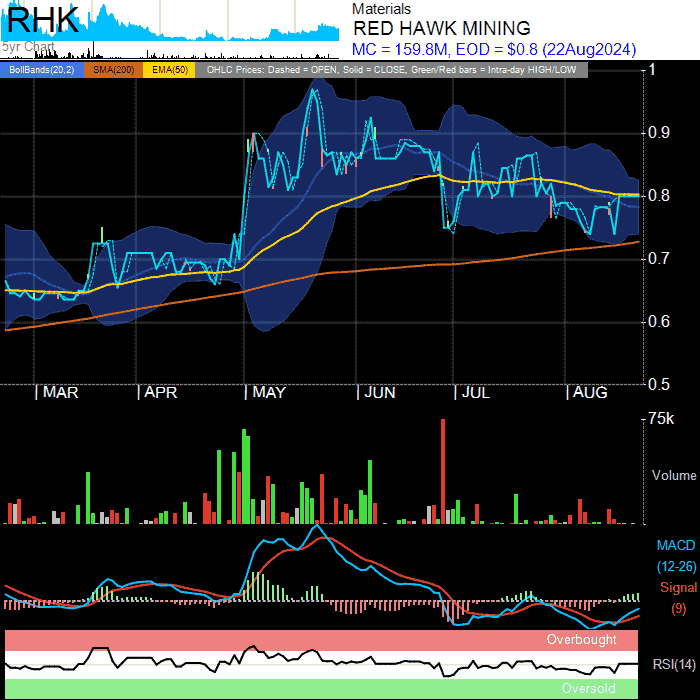 RHK
5yr Chart
Materials
RED HAWK MINING
MC = 159.8M, EOD = $0.8 (22Aug2024)
BollBands(20,2) SMA(200) EMA(50) OHLC Prices: Dashed = OPEN, Solid = CLOSE, Green/Red bars = Intra-day HIGH/LOW
1
0.9
0.8
0.7
0.6
0.5
| MAR | APR | MAY | JUN | JUL | AUG
75k
Volume
MACD
(12-26)
Signal
(9)
Overbought
RSI(14)
Oversold